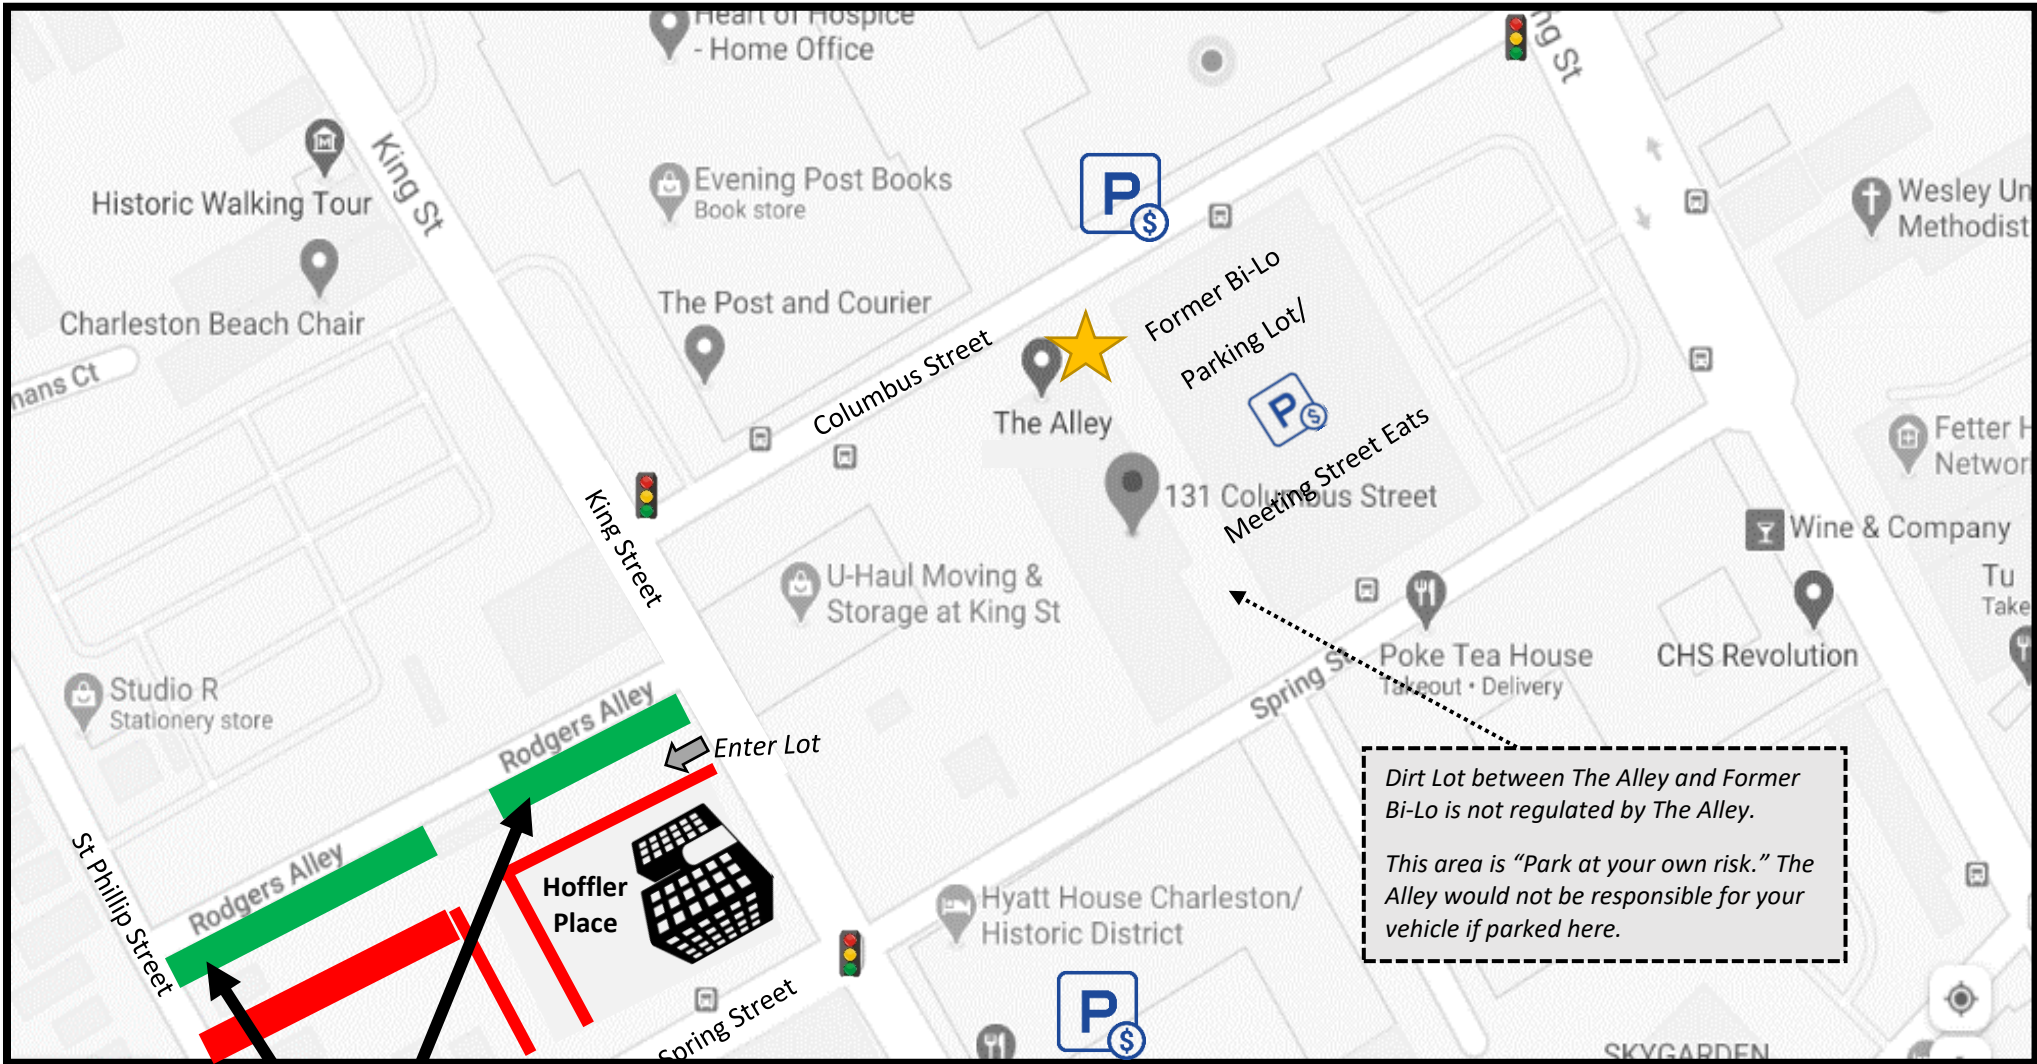 Heart of Hospice
- Home Office
ng St
Historic Walking Tour
King St
Evening Post Books
Book store
P
$
Wesley Un
Methodist
Former Bi-Lo
Charleston Beach Chair
The Post and Courier
Parking Lot/
Columbus Street
mans Ct
The Alley
P
$
Meeting Street Eats
Fetter H
Networ
131 Columbus Street
King Street
Wine & Company
U-Haul Moving &
Storage at King St
Tu
Take
Poke Tea House
Takeout • Delivery
CHS Revolution
Spring St
Studio R
Stationery store
Rodgers Alley
Enter Lot
Dirt Lot between The Alley and Former
Bi-Lo is not regulated by The Alley.
This area is “Park at your own risk.” The
Alley would not be responsible for your
vehicle if parked here.
St Phillip Street
Rodgers Alley
Hoffler
Place
Hyatt House Charleston/
Historic District
Spring Street
P
$
SKYGARDEN